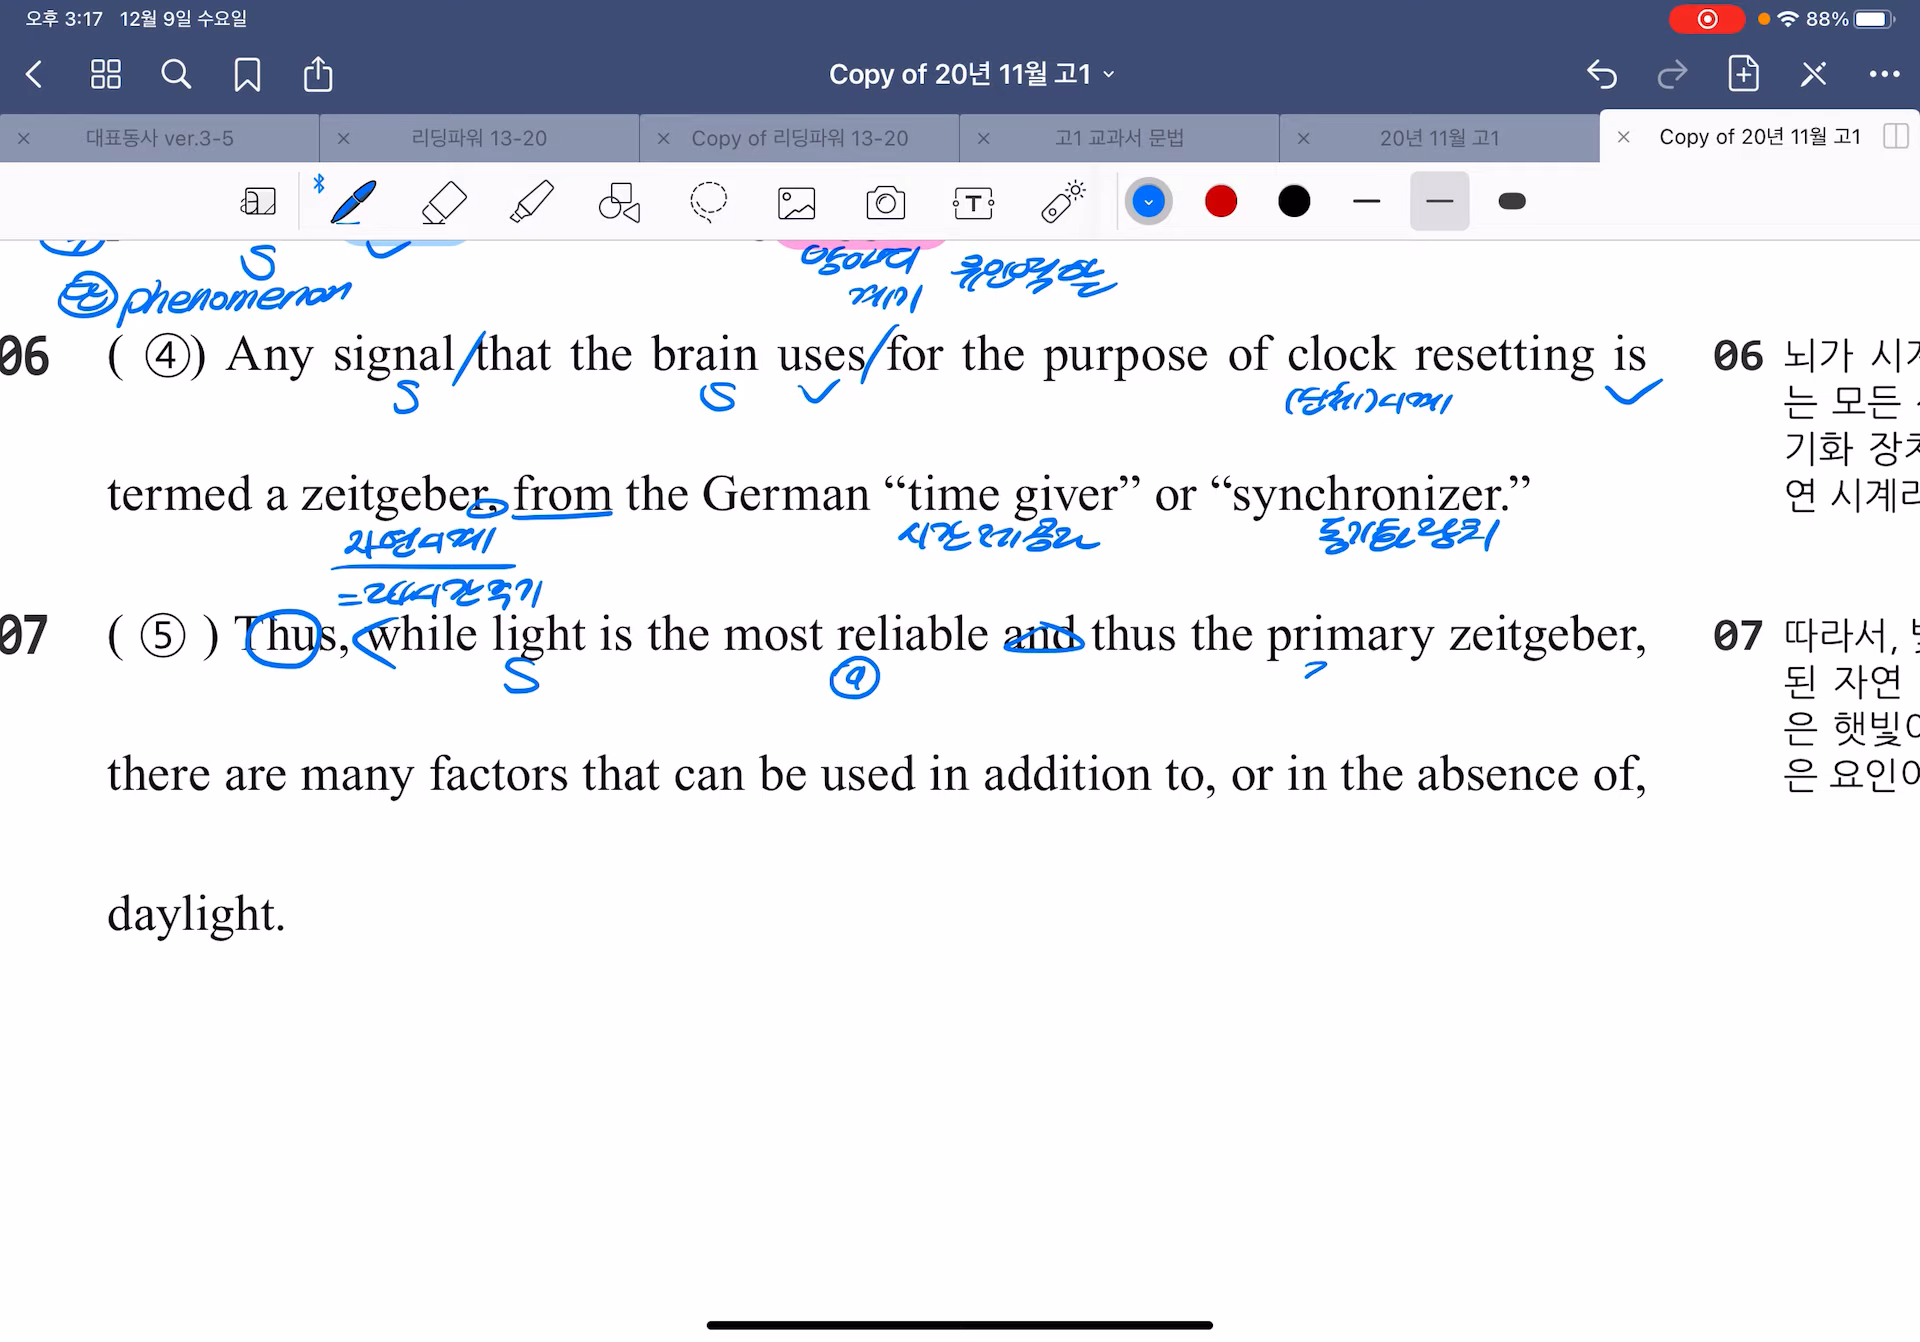 오후 3:17 12월 9일 수요일 88%
Copy of 20년 11월 고1
대표동사 ver.3-5 리딩파워 13-20 Copy of 리딩파워 13-20 고1 교과서 문법 20년 11월 고1 Copy of 20년 11월 고1
S
phenomenon
06 ( ④) Any signal that the brain uses for the purpose of clock resetting is 06 뇌가 시
S S
는 모든
termed a zeitgeber, from the German “time giver” or “synchronizer.” 기화 장
연 시계
자연시계 시간 제공자 동기화 장치
07 ( ⑤ ) Thus, while light is the most reliable and thus the primary zeitgeber, 07 따라서,
S ⓐ
된 자연
은 햇빛
there are many factors that can be used in addition to, or in the absence of, 은 요인
daylight.